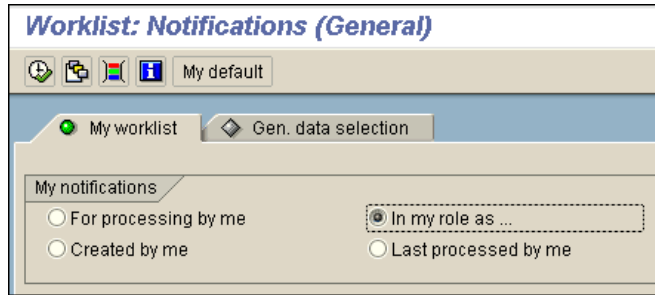 Worklist: Notifications (General)
My default
My worklist
Gen. data selection
My notifications
For processing by me
In my role as ...
Created by me
Last processed by me